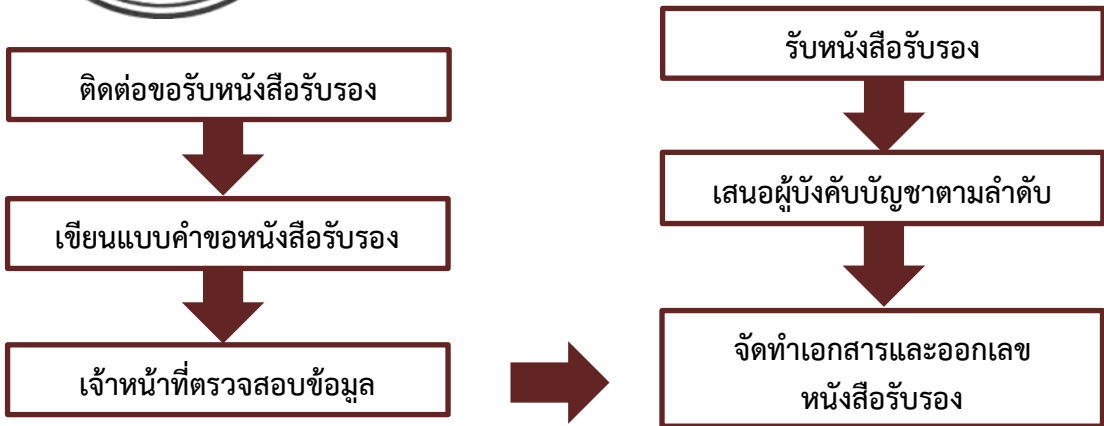 ติดต่อขอรับหนังสือรับรอง
เขียนแบบคำขอหนังสือรับรอง
เจ้าหน้าที่ตรวจสอบข้อมูล
รับหนังสือรับรอง
เสนอผู้บังคับบัญชาตามลำดับ
จัดทำเอกสารและออกเลข
หนังสือรับรอง